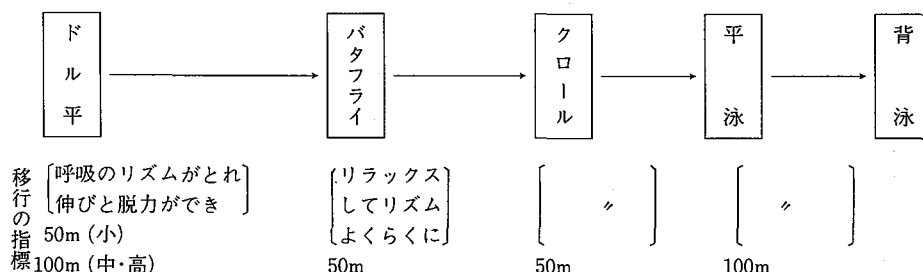 ドル平
バタフライ
クロール
平泳
背泳
移行の指標
呼吸のリズムがとれ
伸びと脱力ができ
50m (小)
100m (中・高)
リラックス
してリズム
よくらくに
50m
〃
50m
〃
100m